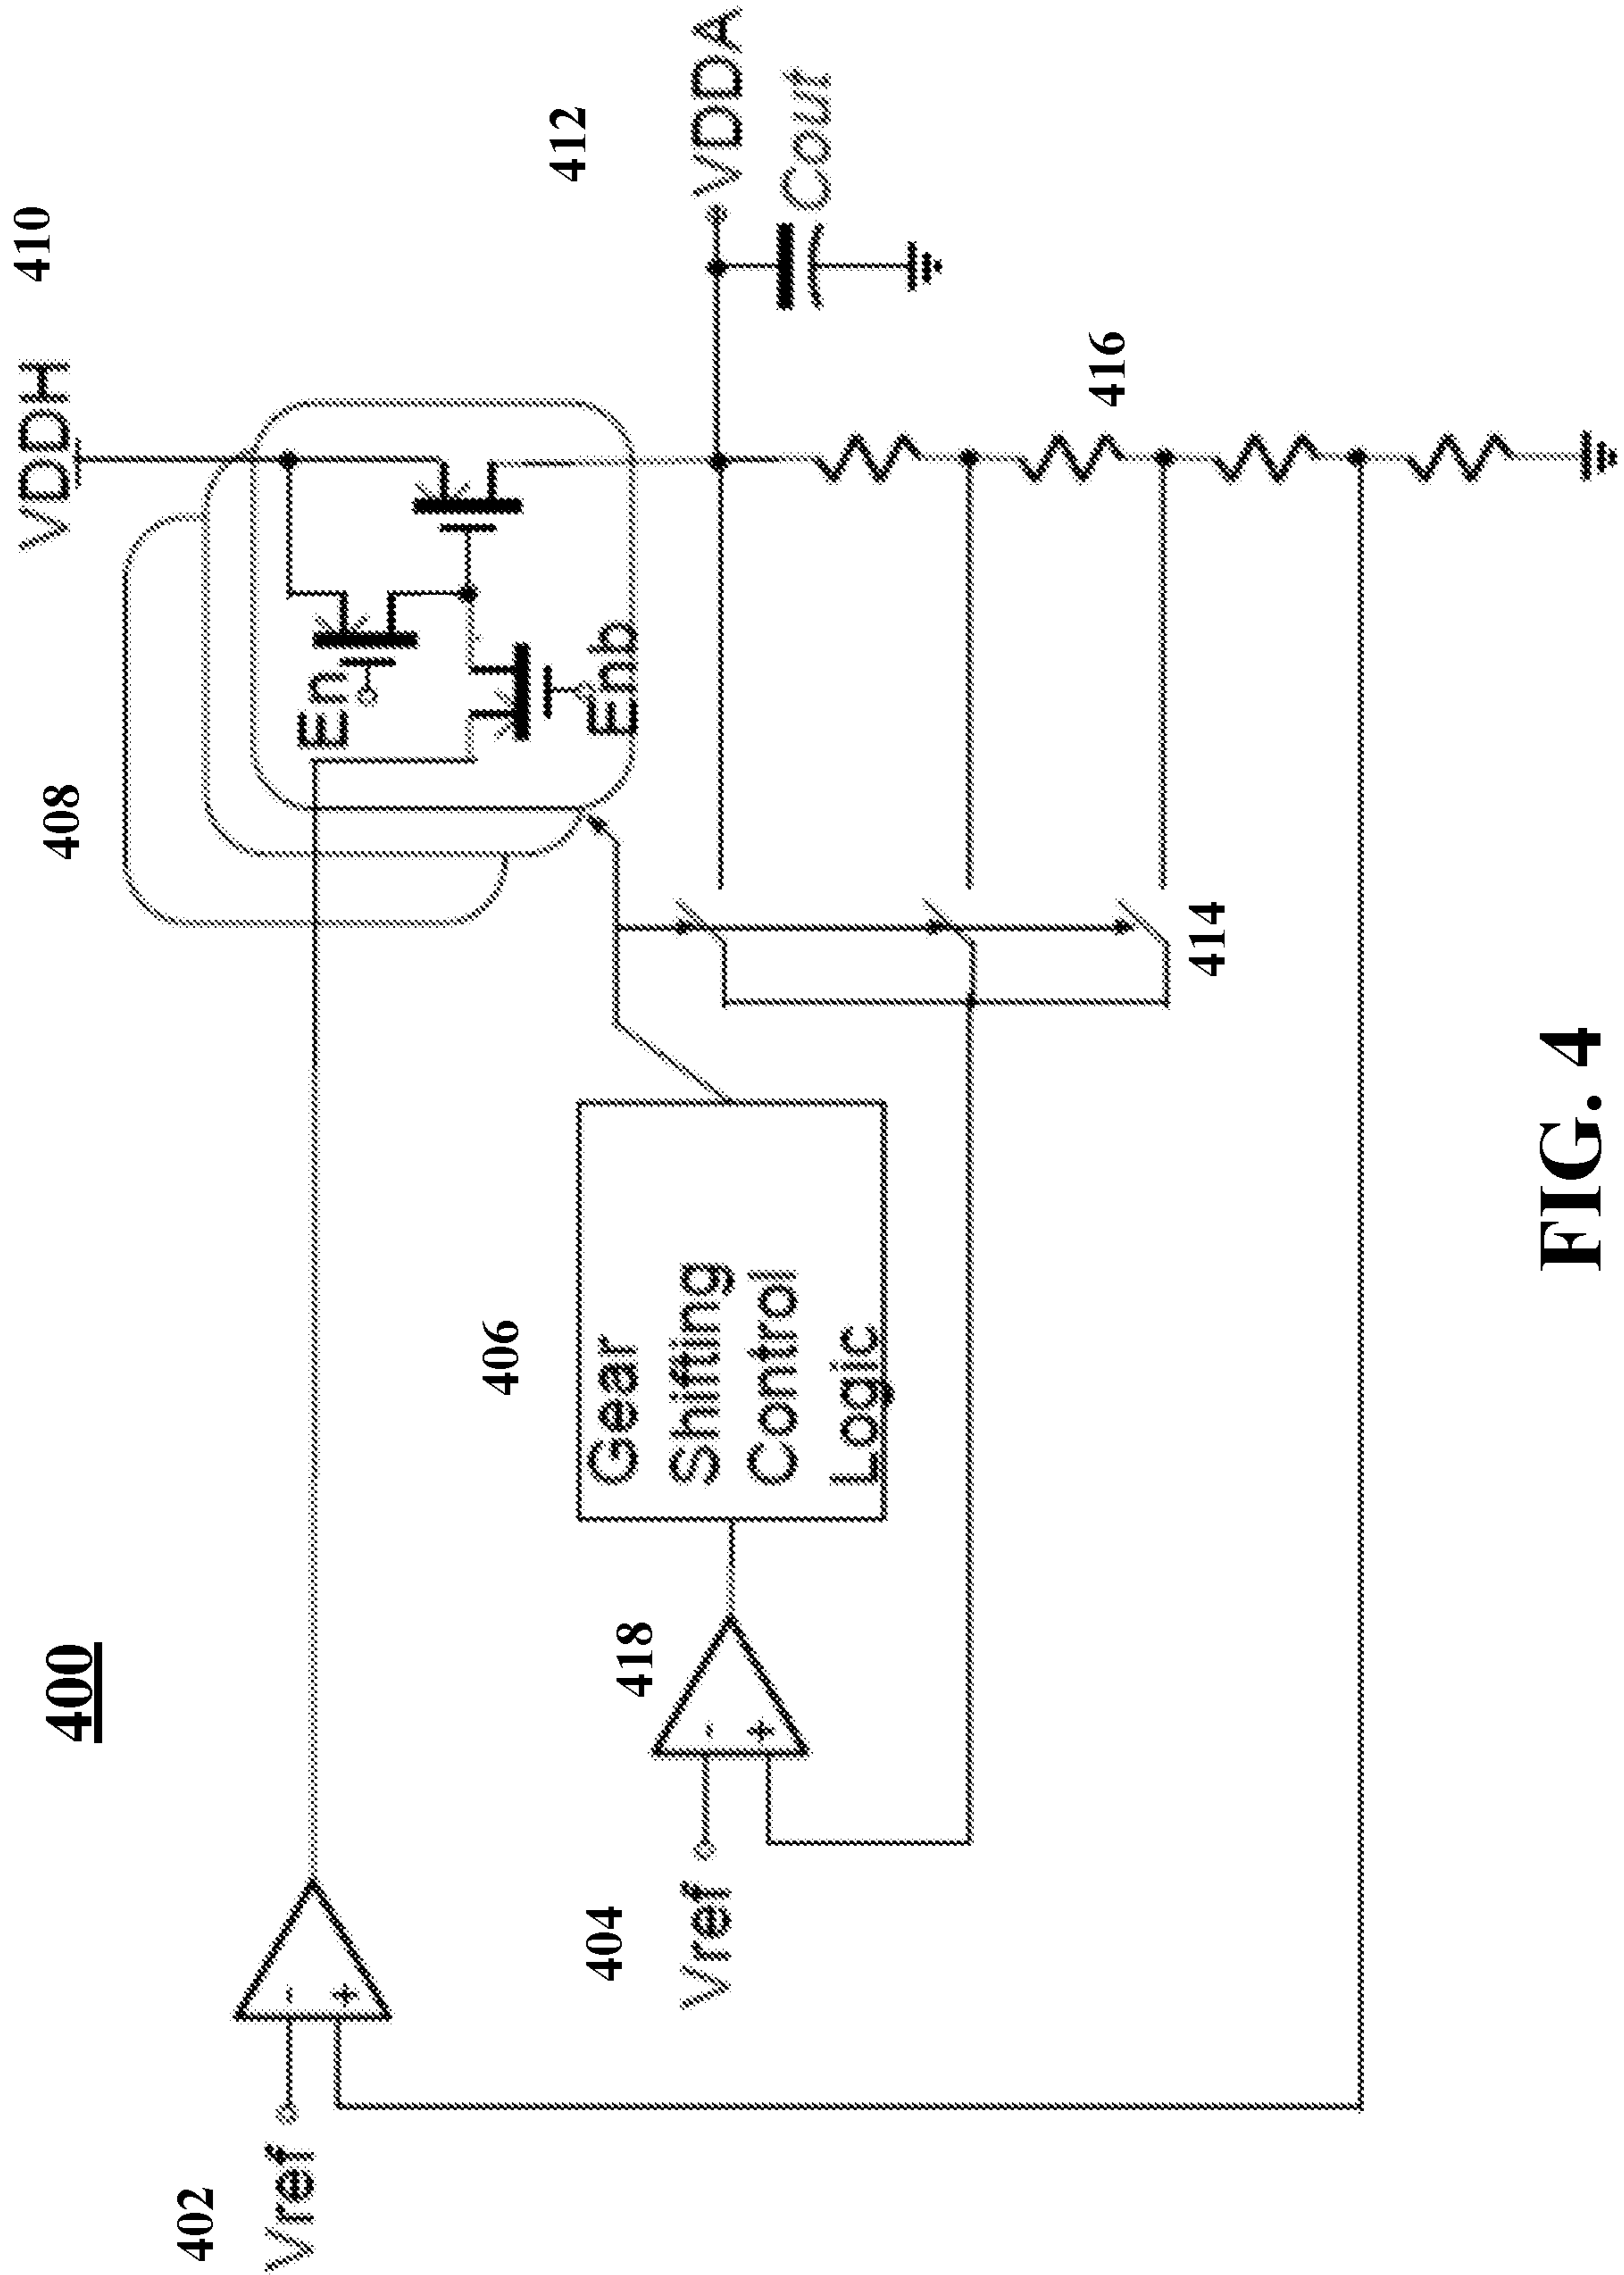 400
VDDH
410
408
En
Enb
412
VDDA
Cout
402
Vref
404
Vref
418
406
Gear
Shifting
Control
Logic
-
+
-
+
414
416
FIG. 4